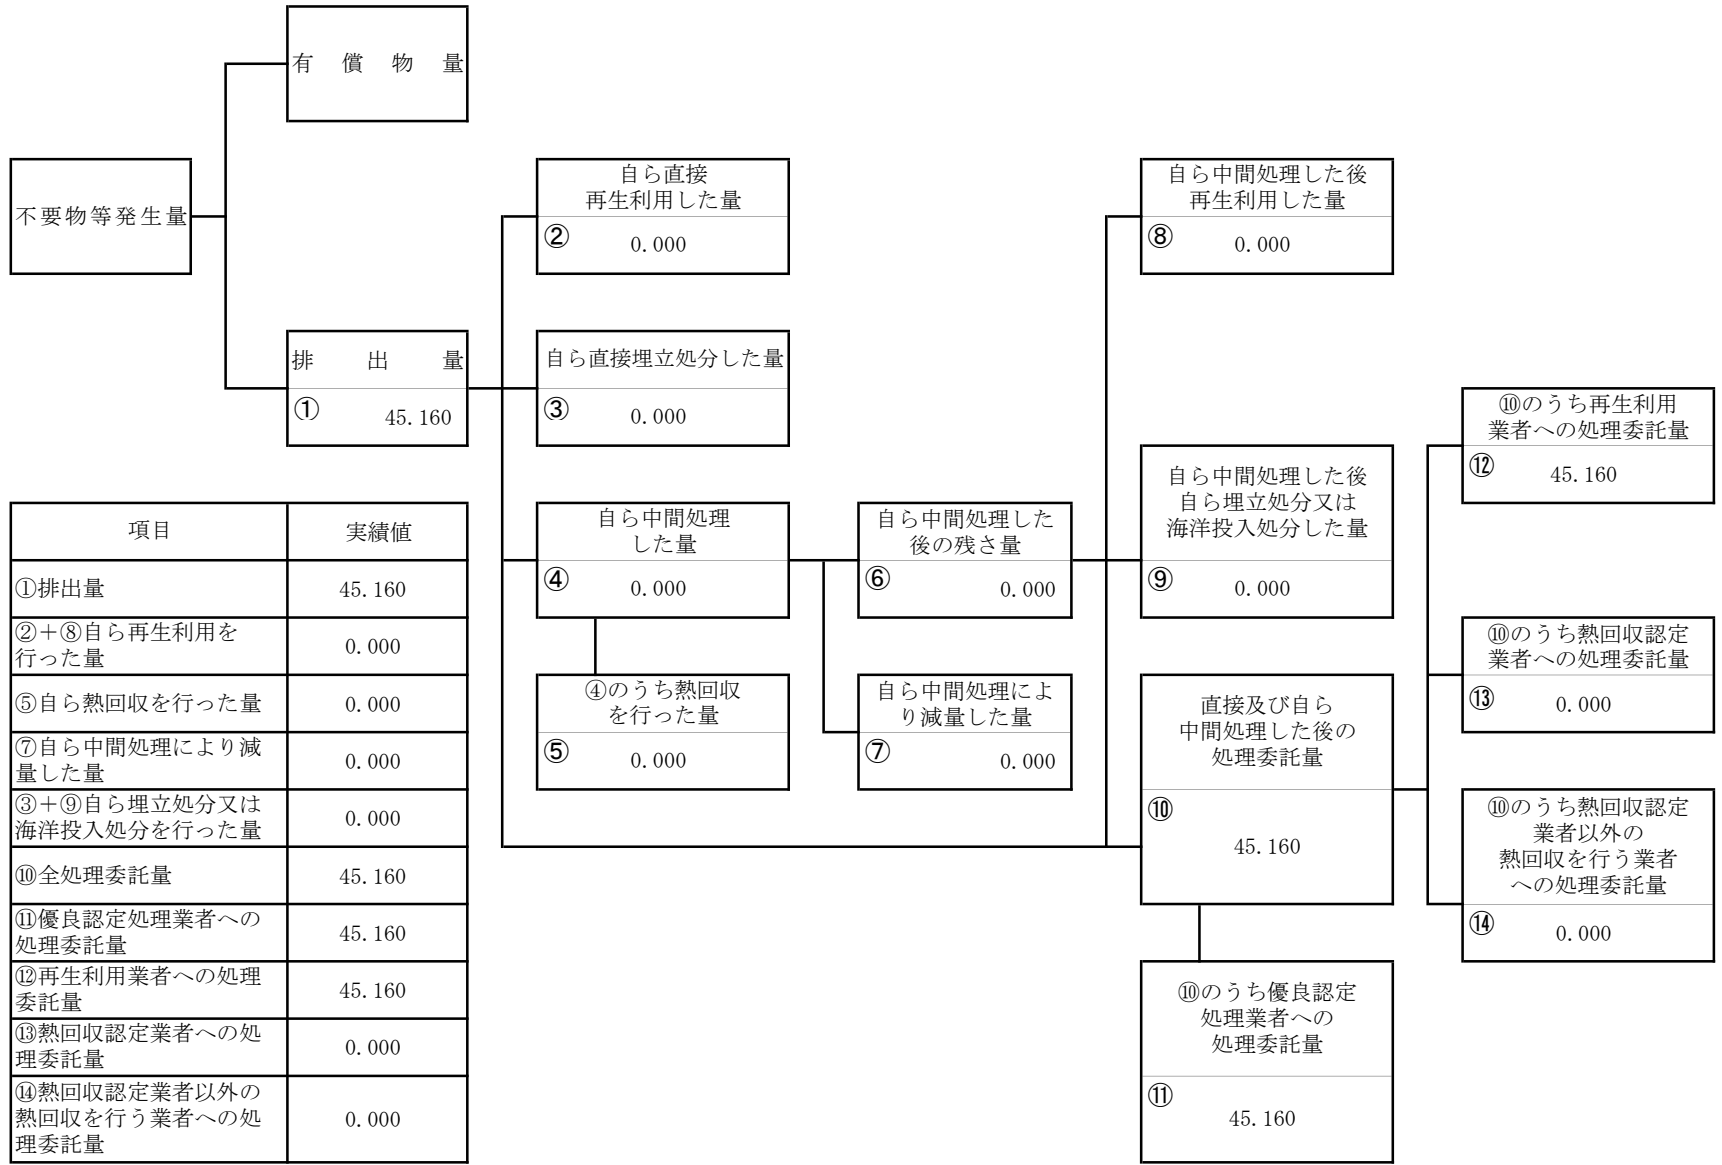 有償物量
不要物等発生量
排出量
① 45.160
自ら直接
再生利用した量
② 0.000
自ら直接埋立処分した量
③ 0.000
自ら中間処理
した量
④ 0.000
④のうち熱回収
を行った量
⑤ 0.000
自ら中間処理した
後の残さ量
⑥ 0.000
自ら中間処理によ
り減量した量
⑦ 0.000
自ら中間処理した後
再生利用した量
⑧ 0.000
自ら中間処理した後
自ら埋立処分又は
海洋投入処分した量
⑨ 0.000
直接及び自ら
中間処理した後の
処理委託量
⑩
45.160
⑩のうち優良認定
処理業者への
処理委託量
⑪
45.160
⑩のうち再生利用
業者への処理委託量
⑫ 45.160
⑩のうち熱回収認定
業者への処理委託量
⑬ 0.000
⑩のうち熱回収認定
業者以外の
熱回収を行う業者
への処理委託量
⑭ 0.000
項目 実績値
①排出量 45.160
②＋⑧自ら再生利用を
行った量 0.000
⑤自ら熱回収を行った量 0.000
⑦自ら中間処理により減
量した量 0.000
③＋⑨自ら埋立処分又は
海洋投入処分を行った量 0.000
⑩全処理委託量 45.160
⑪優良認定処理業者への
処理委託量 45.160
⑫再生利用業者への処理
委託量 45.160
⑬熱回収認定業者への処
理委託量 0.000
⑭熱回収認定業者以外の
熱回収を行う業者への処
理委託量 0.000